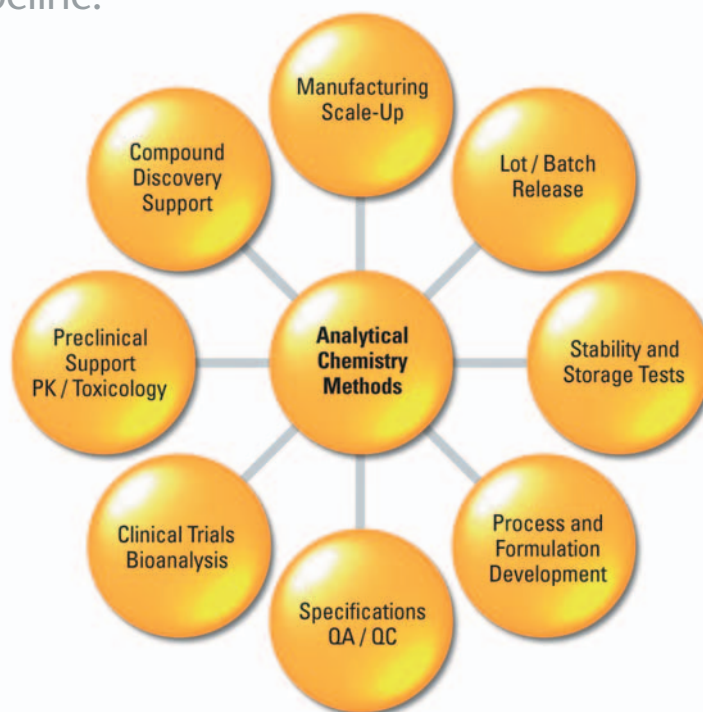 Manufacturing
Scale-Up
Lot / Batch
Release
Stability and
Storage Tests
Process and
Formulation
Development
Specifications
QA / QC
Clinical Trials
Bioanalysis
Preclinical
Support
PK / Toxicology
Compound
Discovery
Support
Analytical
Chemistry
Methods